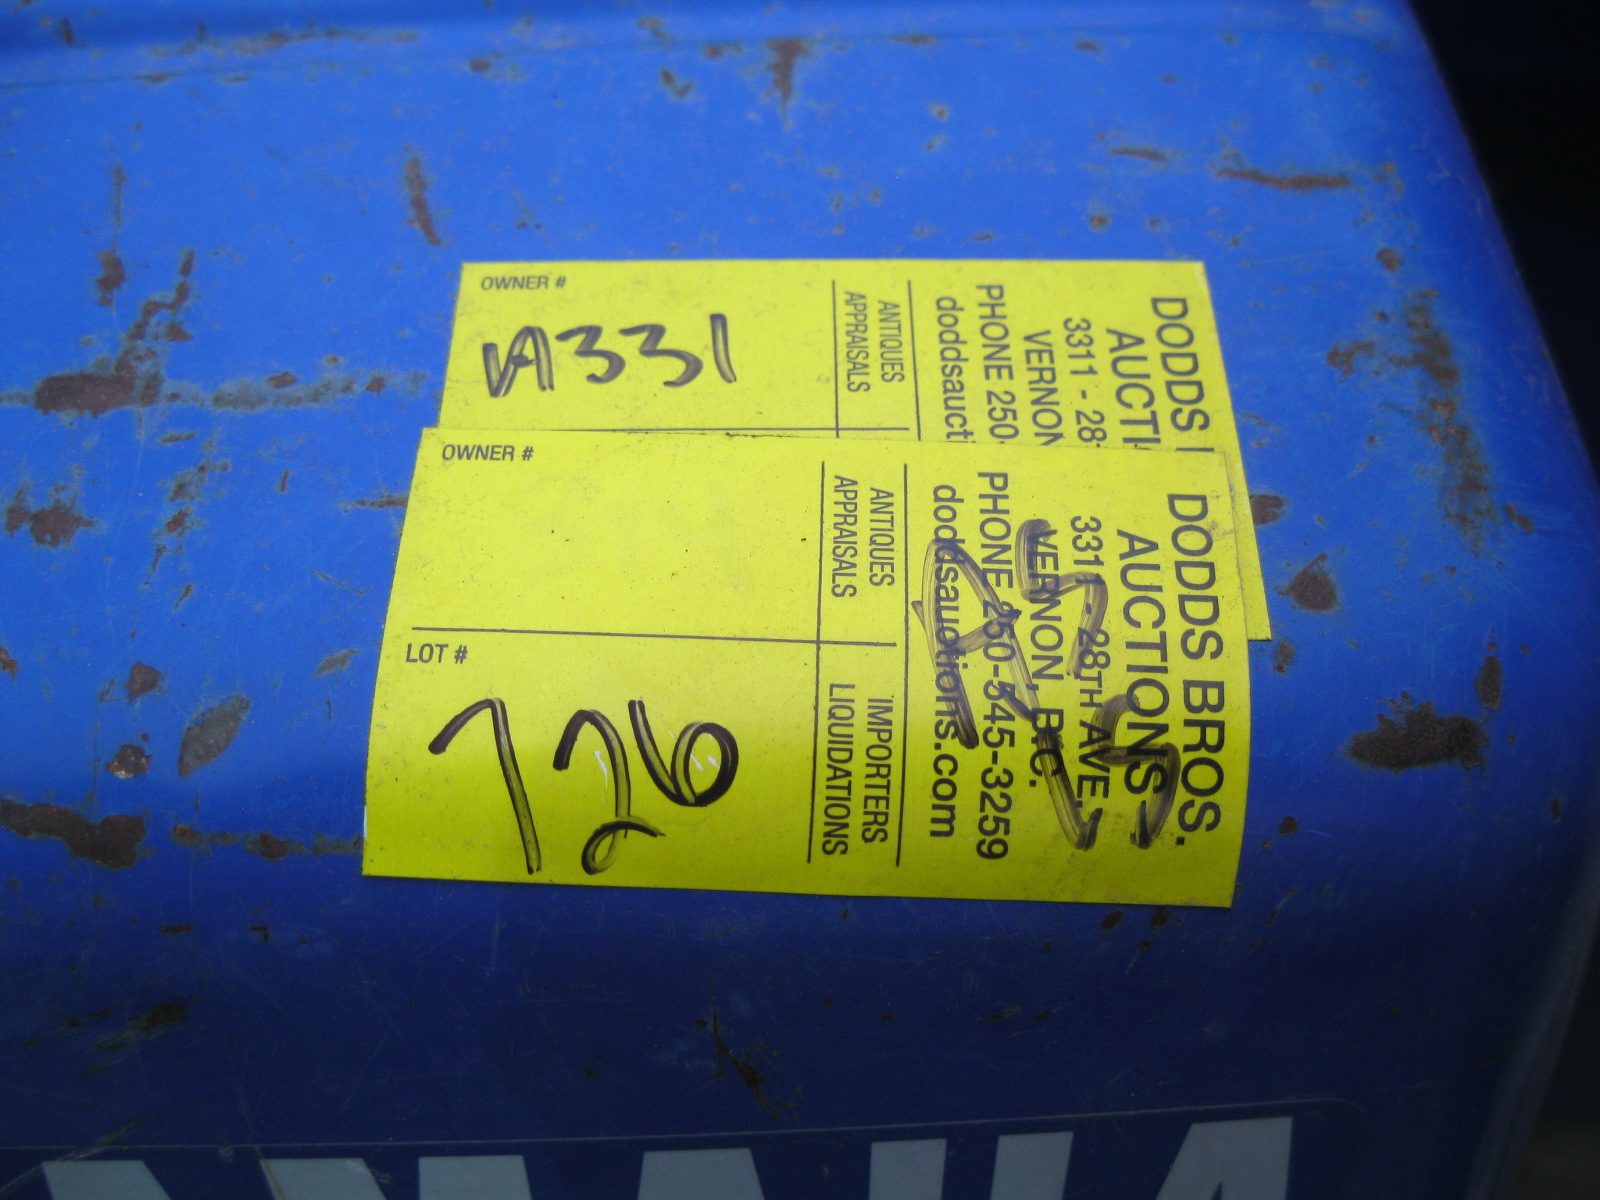 OWNER #
A331
ANTIQUES
APPRAISALS
DODDS
AUCTI
3311 - 28
VERNON
PHONE 250-
doddsaucti
OWNER #
LOT #
726
ANTIQUES IMPORTERS
APPRAISALS LIQUIDATIONS
DODDS BROS.
AUCTIONS
3311 - 28TH AVE.
VERNON, B.C.
PHONE 250-545-3259
doddsauctions.com